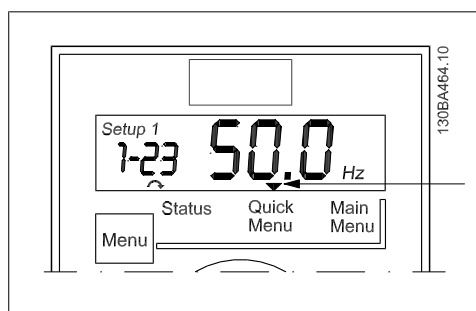 130BA464.10
Setup 1
1-23 50.0 Hz
Status Quick Menu Main Menu
Menu